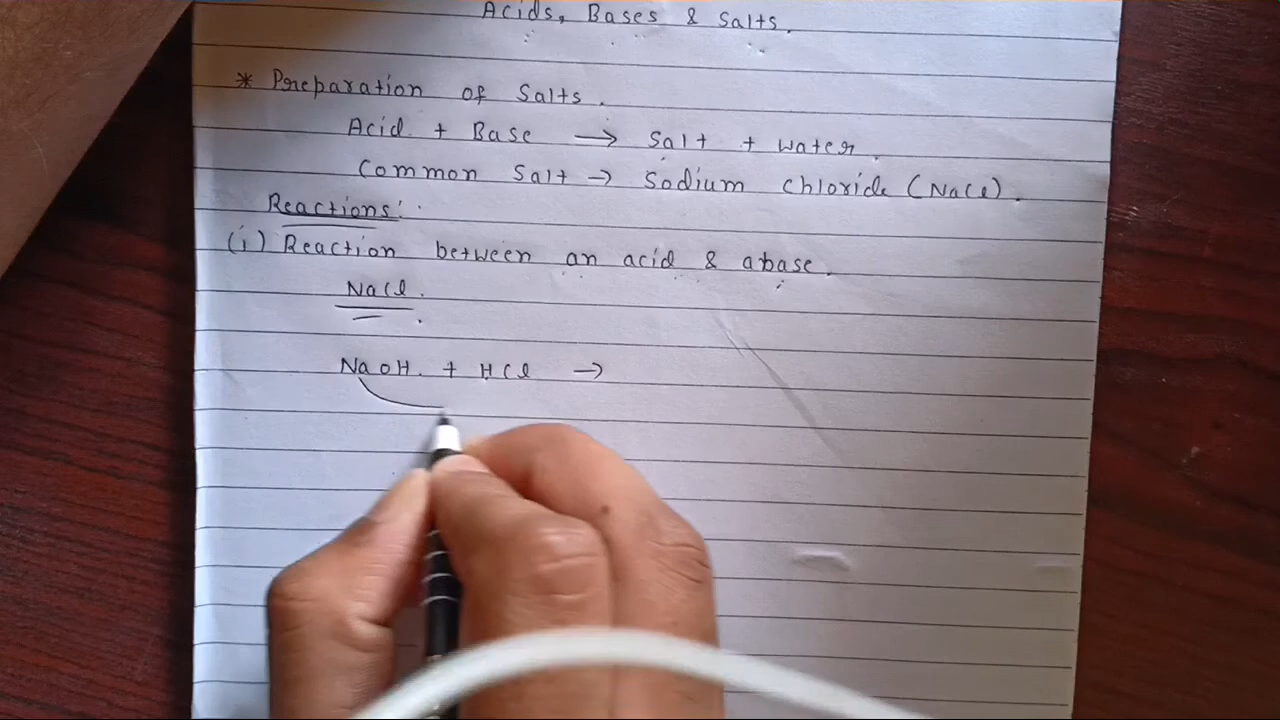 Acids, Bases & Salts.
* Preparation of Salts.
Acid + Base → Salt + water.
Common Salt → Sodium Chloride (NaCl).
Reactions:
(i) Reaction between an acid & a base.
NaCl.
NaOH. + HCl →